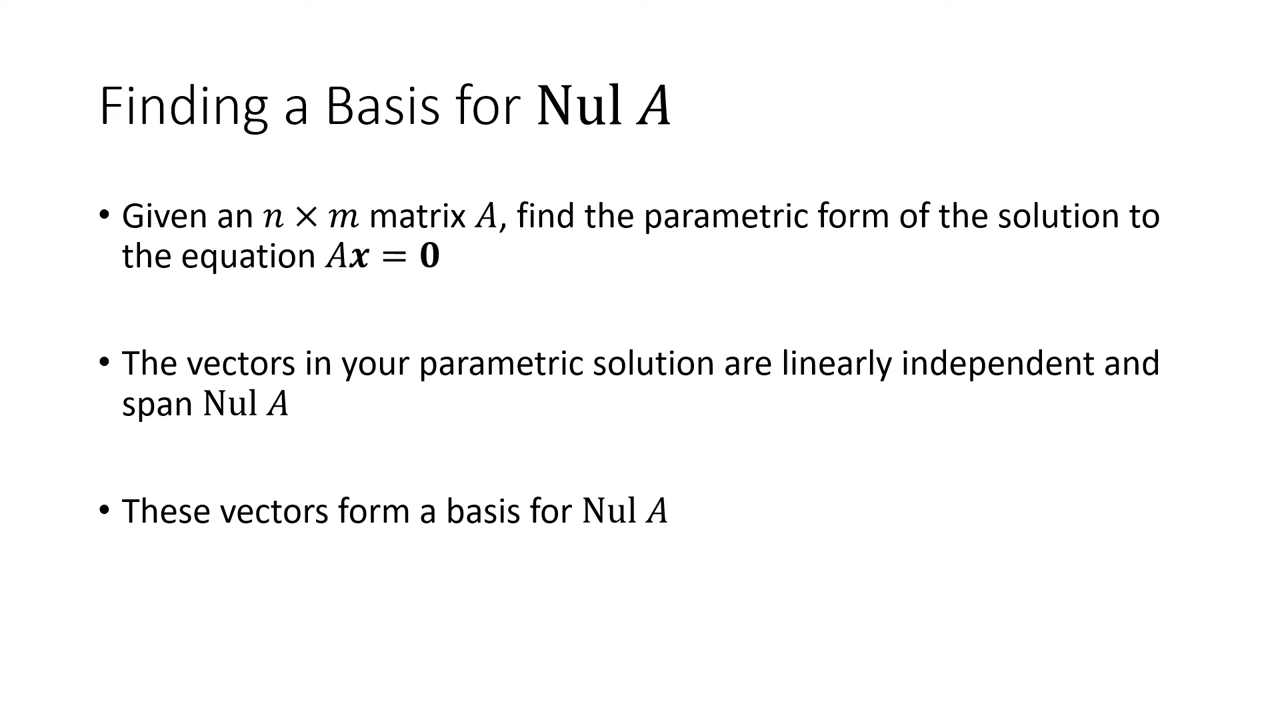 Finding a Basis for Nul A
• Given an n × m matrix A, find the parametric form of the solution to
the equation Ax = 0
• The vectors in your parametric solution are linearly independent and
span Nul A
• These vectors form a basis for Nul A